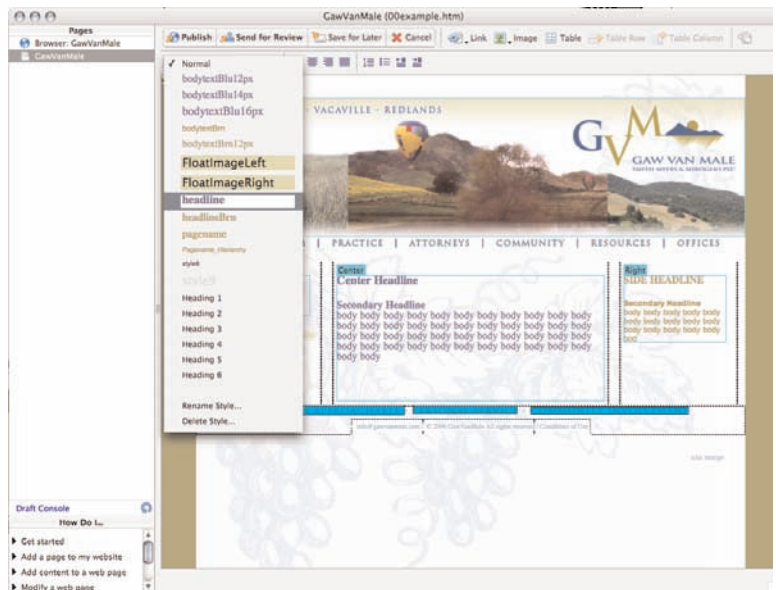 GawVanMale (00example.htm)
Pages
Browser: GawVanMale
GawVanMale
Publish Send for Review Save for Later Cancel Link Image Table Table Row Table Column
✓ Normal
bodytextBlu12px
bodytextBlu14px
bodytextBlu16px
bodytextBrn
bodytextBrn12px
FloatImageLeft
FloatImageRight
headline
headlineBrn
pagename
Pagename_Hierarchy
style6
style9
Heading 1
Heading 2
Heading 3
Heading 4
Heading 5
Heading 6
Rename Style...
Delete Style...
- VACAVILLE - REDLANDS
GVM
GAW VAN MALE
| PRACTICE | ATTORNEYS | COMMUNITY | RESOURCES | OFFICES
Center
Center Headline
Secondary Headline
body body body body body body body body body body
body body body body body body body body body body
body body body body body body body body body body
body body body body body body body body body body
body body
Right
SIDE HEADLINE
Secondary Headline
body body body body body
body body body body body
body body body body body
bod
Draft Console
How Do I...
Get started
Add a page to my website
Add content to a web page
Modify a web page